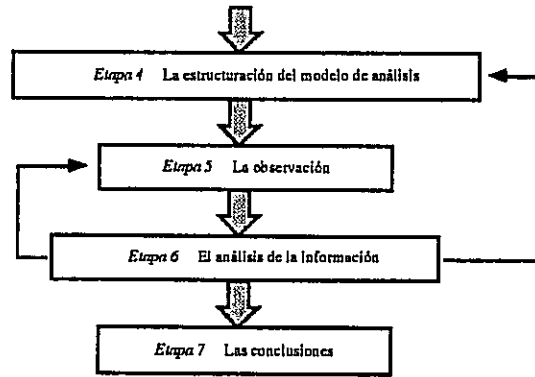 Etapa 4 La estructuración del modelo de análisis
Etapa 5 La observación
Etapa 6 El análisis de la información
Etapa 7 Las conclusiones